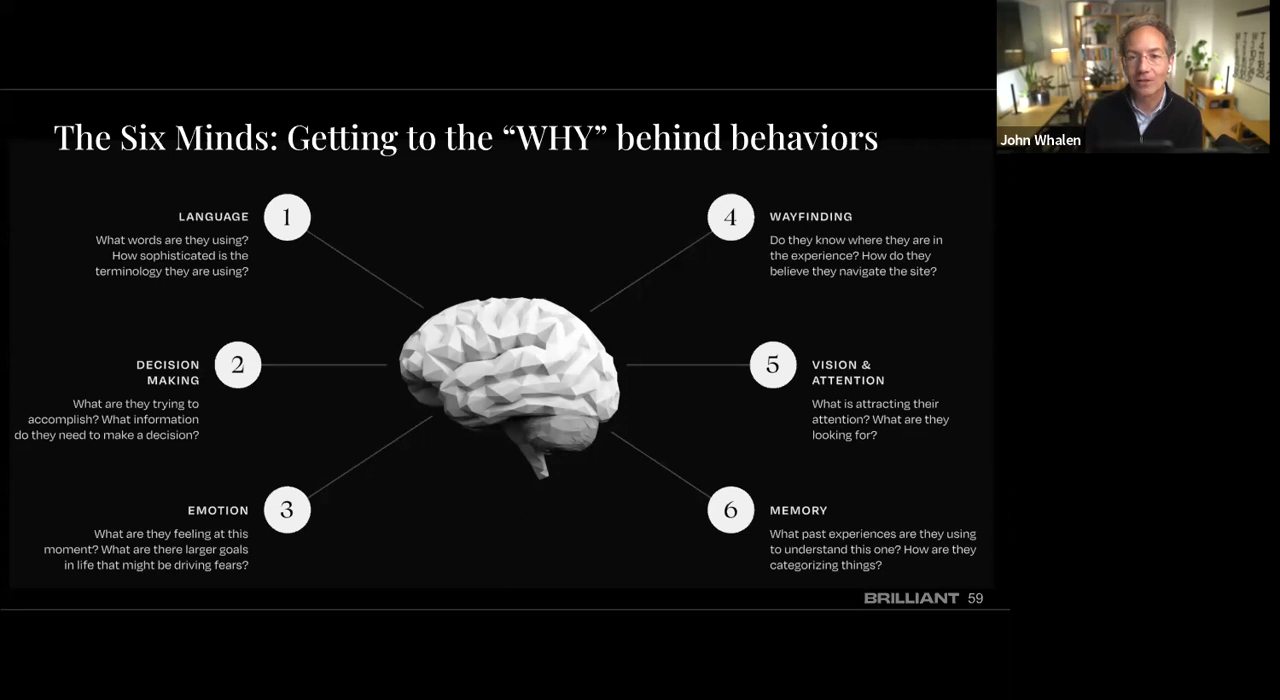 The Six Minds: Getting to the “WHY” behind behaviors
1
LANGUAGE
What words are they using?
How sophisticated is the
terminology they are using?
2
DECISION
MAKING
What are they trying to
accomplish? What information
do they need to make a decision?
3
EMOTION
What are they feeling at this
moment? What are there larger goals
in life that might be driving fears?
4
WAYFINDING
Do they know where they are in
the experience? How do they
believe they navigate the site?
5
VISION &
ATTENTION
What is attracting their
attention? What are they
looking for?
6
MEMORY
What past experiences are they using
to understand this one? How are they
categorizing things?
BRILLIANT 59
John Whalen